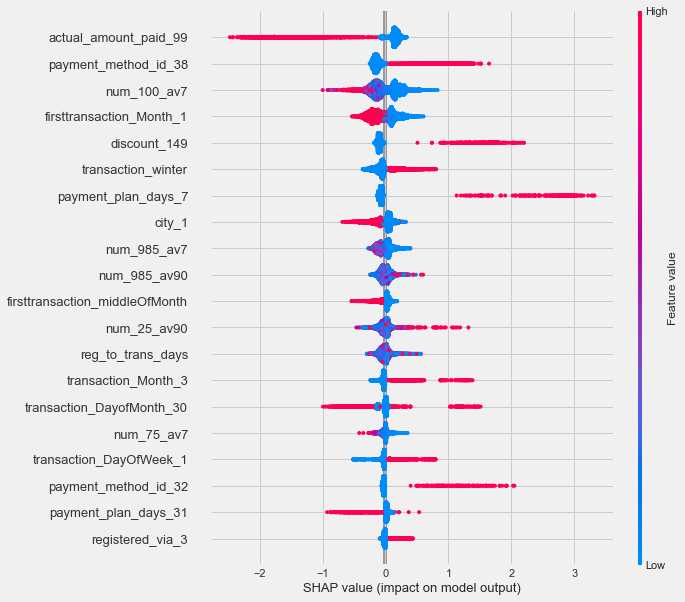 High
actual_amount_paid_99
payment_method_id_38
num_100_av7
firsttransaction_Month_1
discount_149
transaction_winter
payment_plan_days_7
city_1
num_985_av7
num_985_av90
firsttransaction_middleOfMonth
num_25_av90
reg_to_trans_days
transaction_Month_3
transaction_DayofMonth_30
num_75_av7
transaction_DayOfWeek_1
payment_method_id_32
payment_plan_days_31
registered_via_3
Feature value
Low
−2 −1 0 1 2 3
SHAP value (impact on model output)